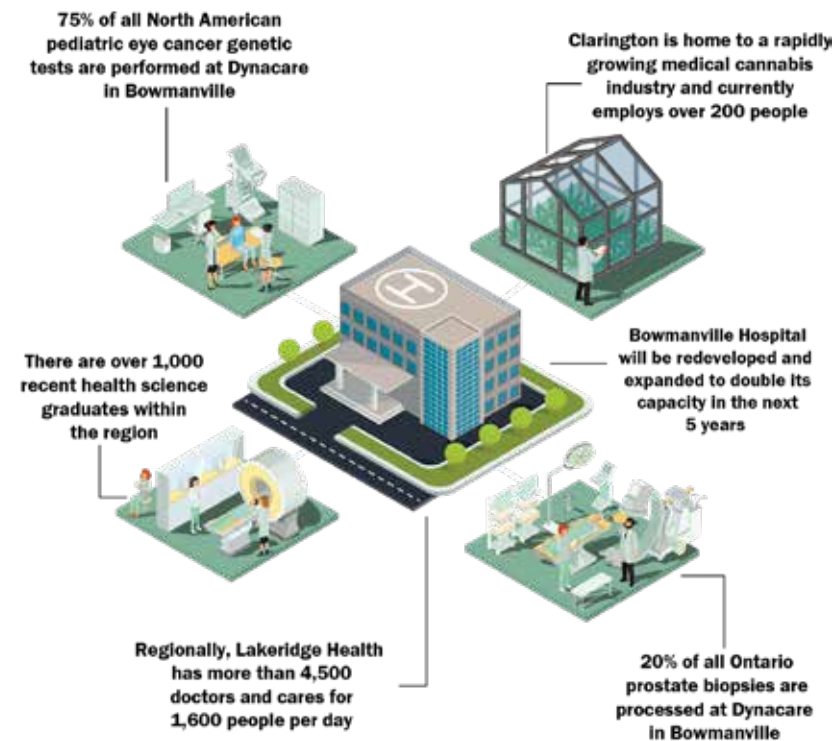 75% of all North American
pediatric eye cancer genetic
tests are performed at Dynacare
in Bowmanville
Clarington is home to a rapidly
growing medical cannabis
industry and currently
employs over 200 people
H
There are over 1,000
recent health science
graduates within
the region
Bowmanville Hospital
will be redeveloped and
expanded to double its
capacity in the next
5 years
Regionally, Lakeridge Health
has more than 4,500
doctors and cares for
1,600 people per day
20% of all Ontario
prostate biopsies are
processed at Dynacare
in Bowmanville